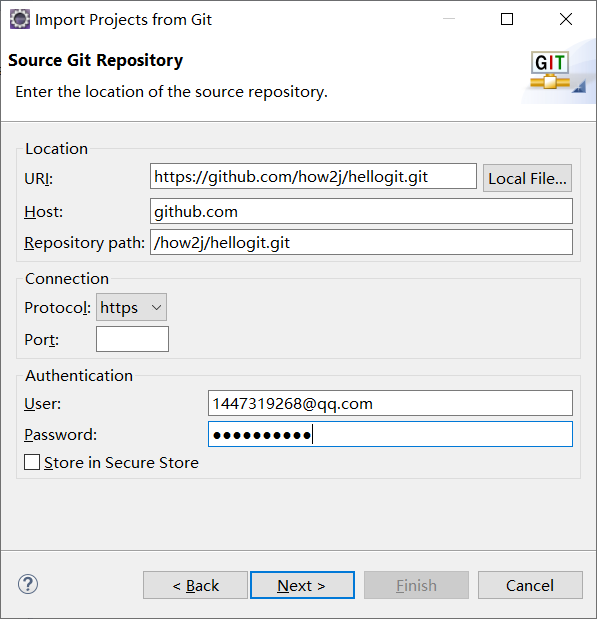 Import Projects from Git
Source Git Repository
Enter the location of the source repository.
GIT
Location
URI: https://github.com/how2j/hellogit.git Local File...
Host: github.com
Repository path: /how2j/hellogit.git
Connection
Protocol: https
Port:
Authentication
User: 1447319268@qq.com
Password: ●●●●●●●●●●
Store in Secure Store
? < Back Next > Finish Cancel